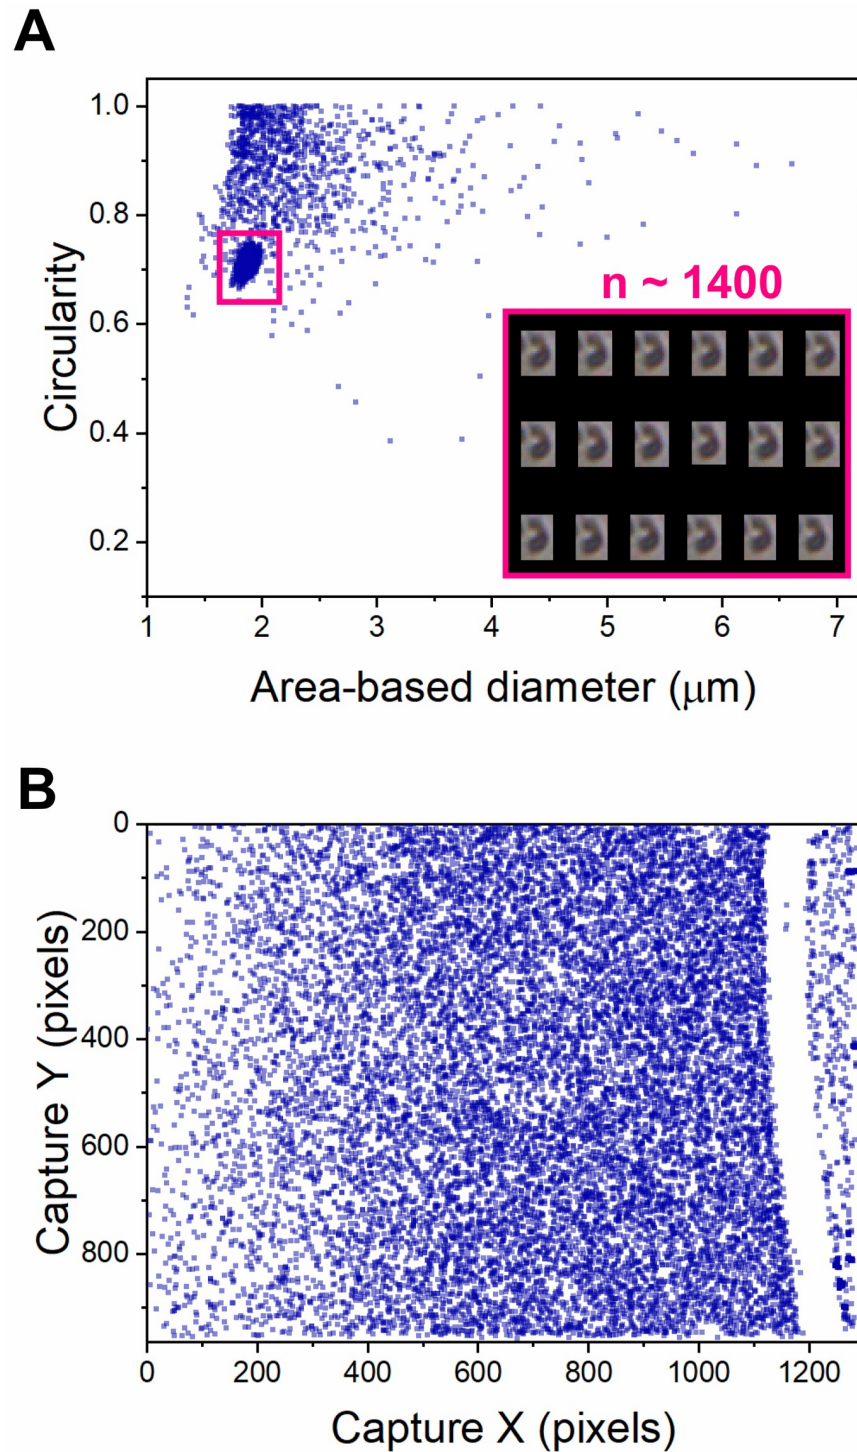 A
1.0
0.8
0.6
0.4
0.2
Circularity
n ~ 1400
1 2 3 4 5 6 7
Area-based diameter (μm)
B
0
200
400
600
800
Capture Y (pixels)
0 200 400 600 800 1000 1200
Capture X (pixels)